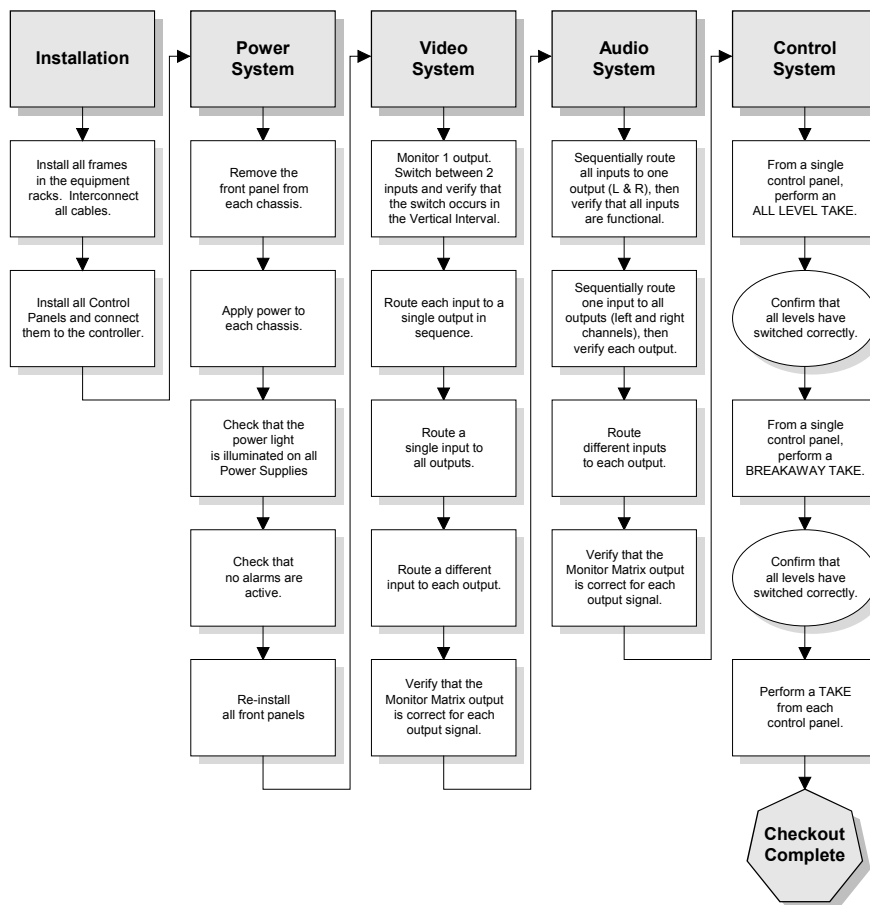 Installation
Install all frames
in the equipment
racks. Interconnect
all cables.
Install all Control
Panels and connect
them to the controller.
Power
System
Remove the
front panel from
each chassis.
Apply power to
each chassis.
Check that the
power light
is illuminated on all
Power Supplies
Check that
no alarms are
active.
Re-install
all front panels
Video
System
Monitor 1 output.
Switch between 2
inputs and verify that
the switch occurs in
the Vertical Interval.
Route each input to a
single output in
sequence.
Route a
single input to
all outputs.
Route a different
input to each output.
Verify that the
Monitor Matrix output
is correct for each
output signal.
Audio
System
Sequentially route
all inputs to one
output (L & R), then
verify that all inputs
are functional.
Sequentially route
one input to all
outputs (left and right
channels), then
verify each output.
Route
different inputs
to each output.
Verify that the
Monitor Matrix output
is correct for each
output signal.
Control
System
From a single
control panel,
perform an
ALL LEVEL TAKE.
Confirm that
all levels have
switched correctly.
From a single
control panel,
perform a
BREAKAWAY TAKE.
Confirm that
all levels have
switched correctly.
Perform a TAKE
from each
control panel.
Checkout
Complete